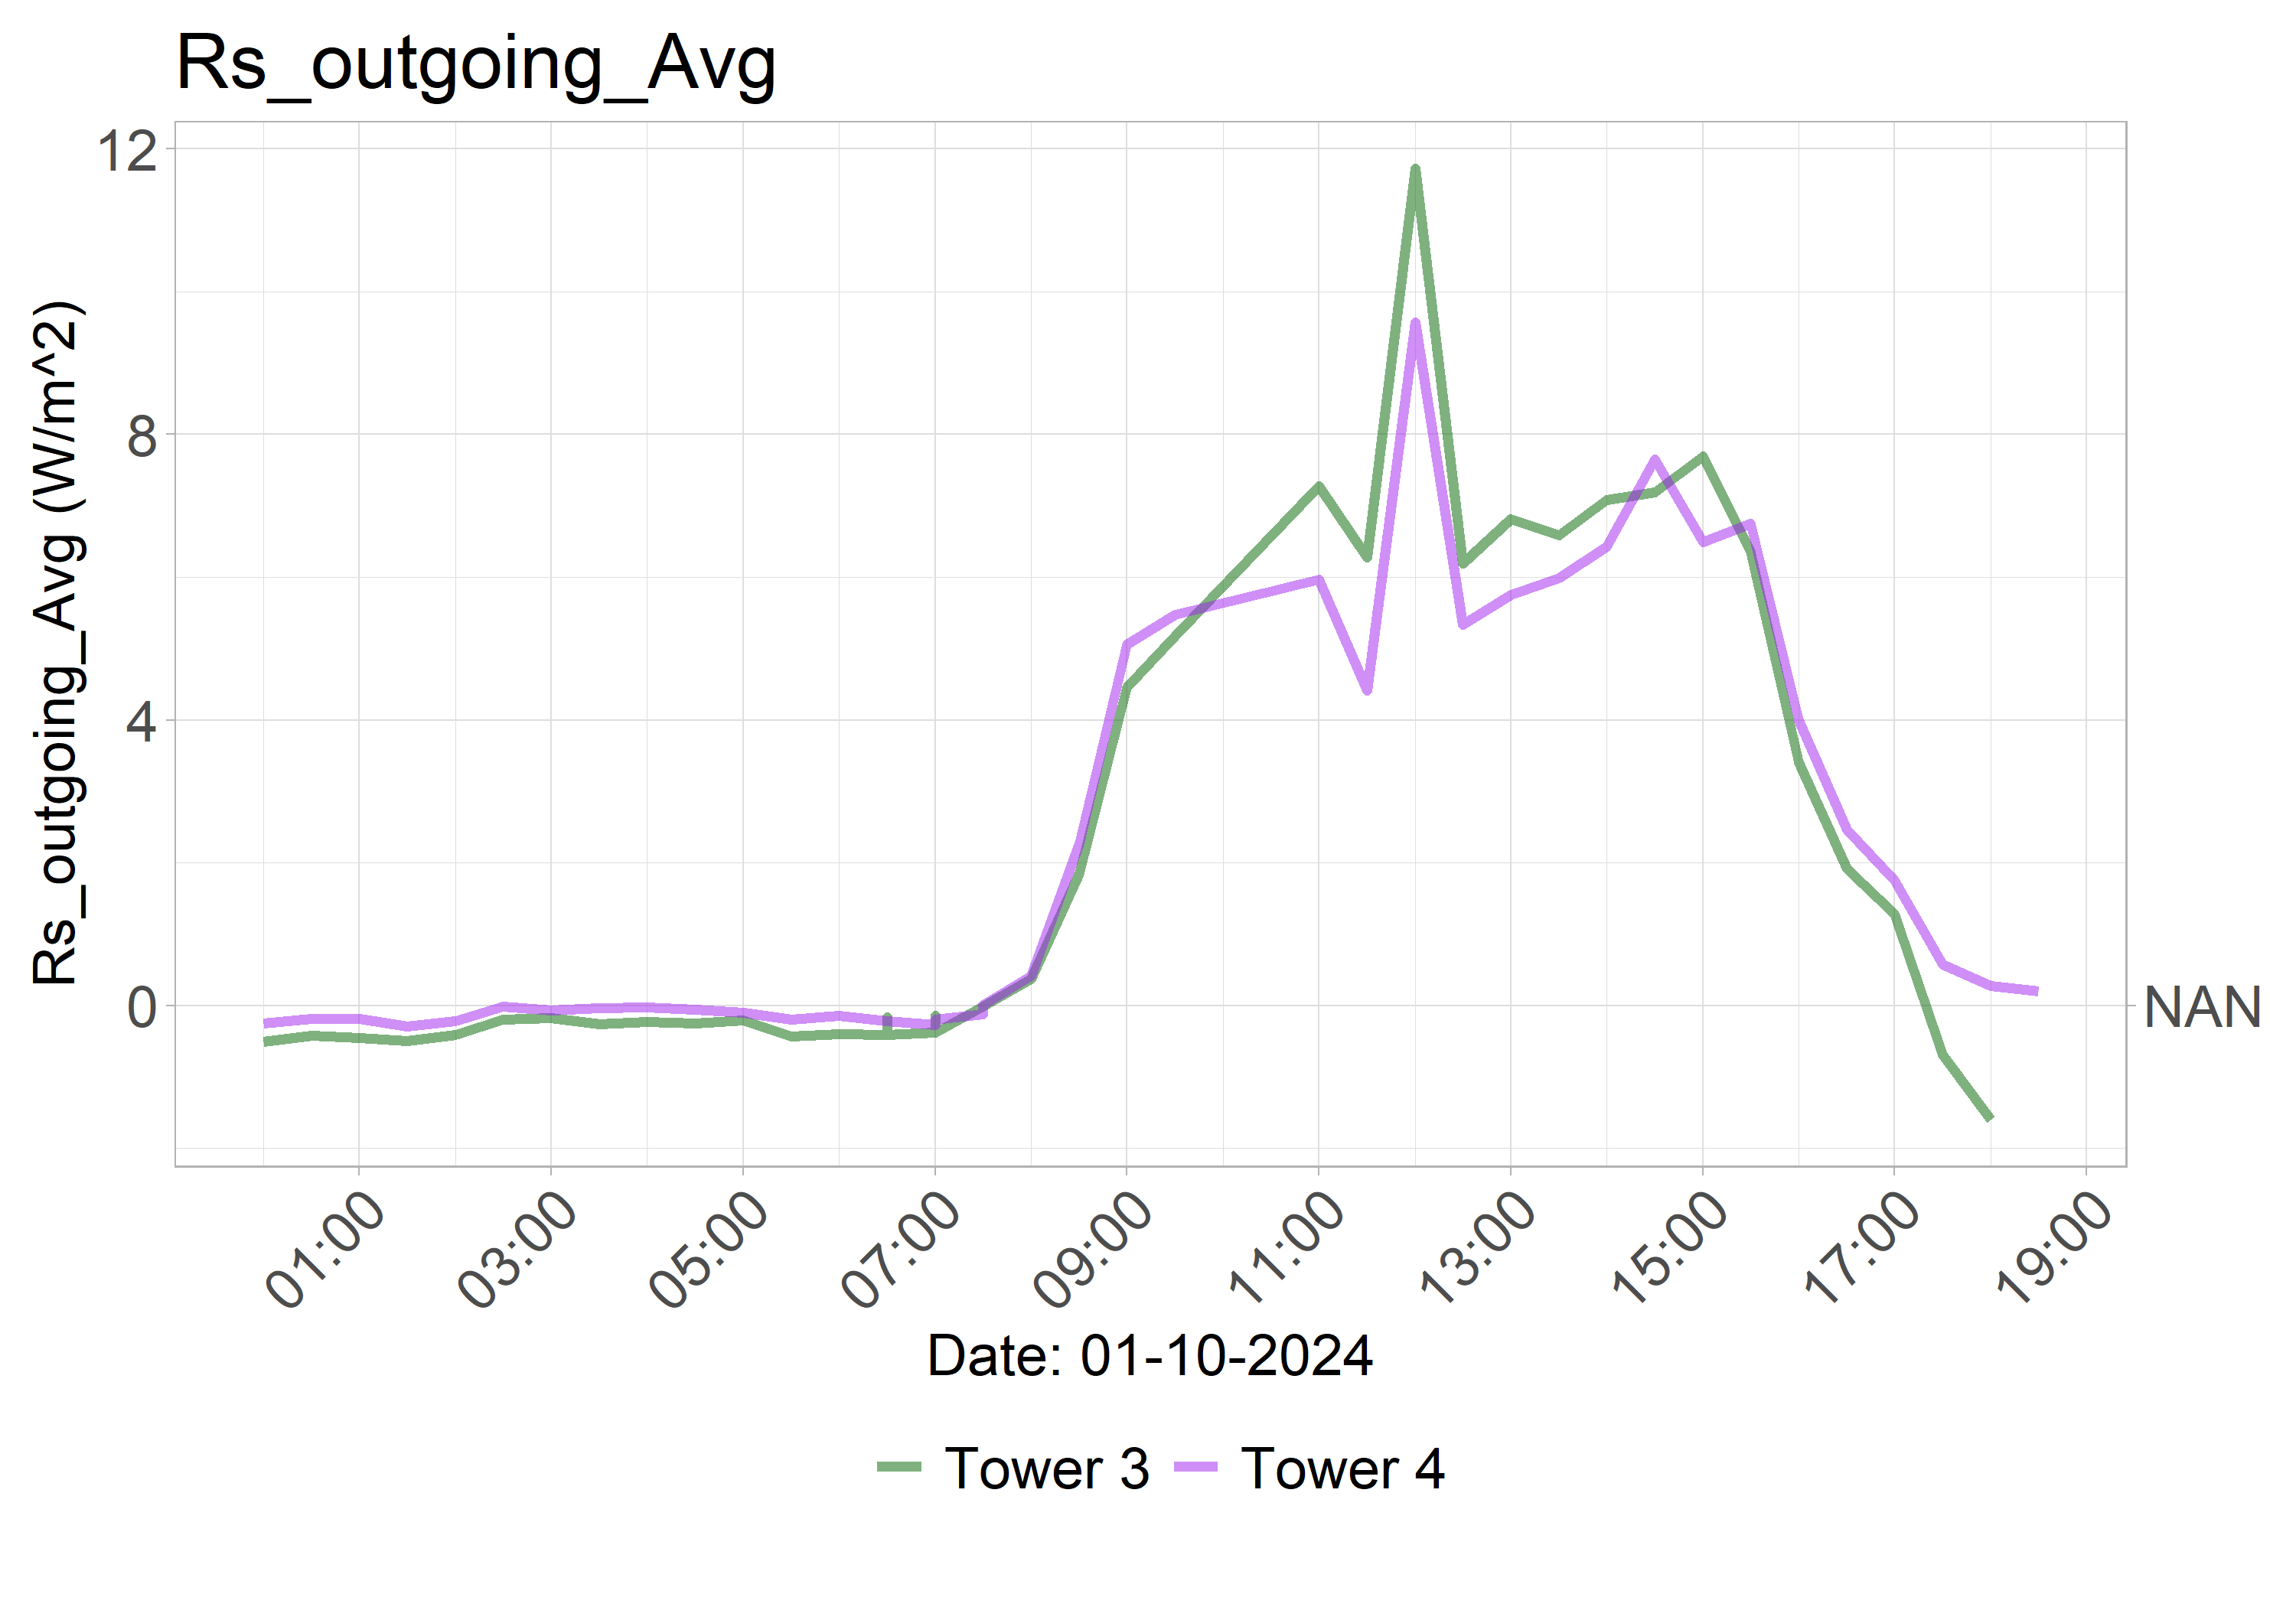 Rs_outgoing_Avg
Rs_outgoing_Avg (W/m^2)
12
8
4
0
NAN
01:00
03:00
05:00
07:00
09:00
11:00
13:00
15:00
17:00
19:00
Date: 01-10-2024
Tower 3 Tower 4